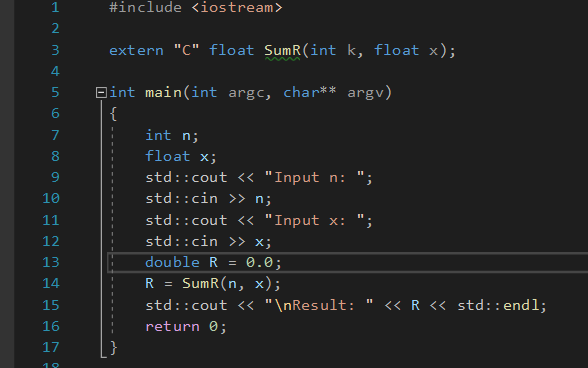 1 #include <iostream>
2
3 extern "C" float SumR(int k, float x);
4
5 int main(int argc, char** argv)
6 {
7 int n;
8 float x;
9 std::cout << "Input n: ";
10 std::cin >> n;
11 std::cout << "Input x: ";
12 std::cin >> x;
13 double R = 0.0;
14 R = SumR(n, x);
15 std::cout << "\nResult: " << R << std::endl;
16 return 0;
17 }
18